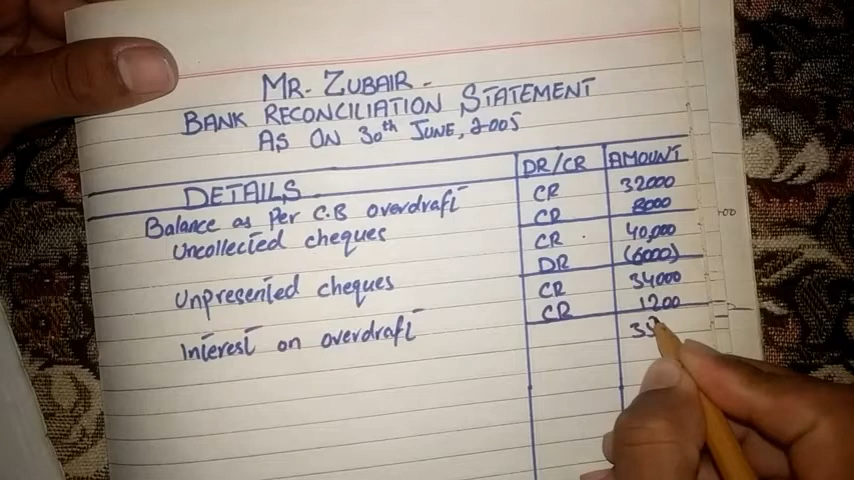 MR. ZUBAIR.
BANK RECONCILIATION STATEMENT
AS ON 30th JUNE, 2005
DETAILS DR/CR AMOUNT
Balance as Per C.B overdraft CR 32000
Uncollected cheques CR 8000
CR 40,000
Unpresented cheques DR (6000)
CR 34000
Interest on overdraft CR 1200